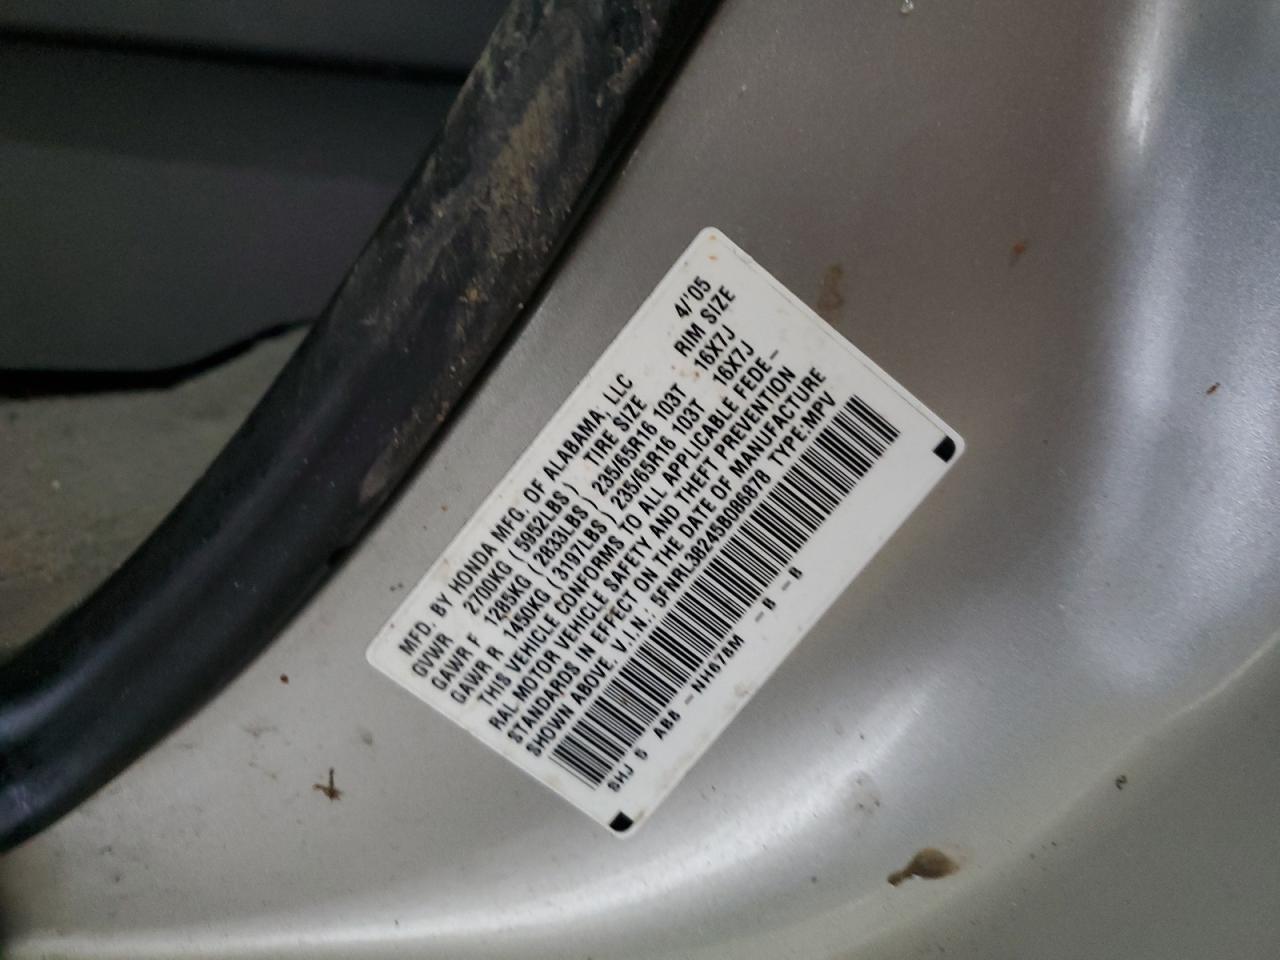 MFD. BY HONDA MFG. OF ALABAMA, LLC 4/'05
GVWR 2700KG (5952LBS) TIRE SIZE RIM SIZE
GAWR F 1285KG (2833LBS) 235/65R16 103T 16X7J
GAWR R 1450KG (3197LBS) 235/65R16 103T 16X7J
THIS VEHICLE CONFORMS TO ALL APPLICABLE FEDE–
RAL MOTOR VEHICLE SAFETY AND THEFT PREVENTION
STANDARDS IN EFFECT ON THE DATE OF MANUFACTURE
SHOWN ABOVE. V.I.N.: 5FNRL38245B086878 TYPE:MPV
SHJ 6 AB8 – NH678M – B – B